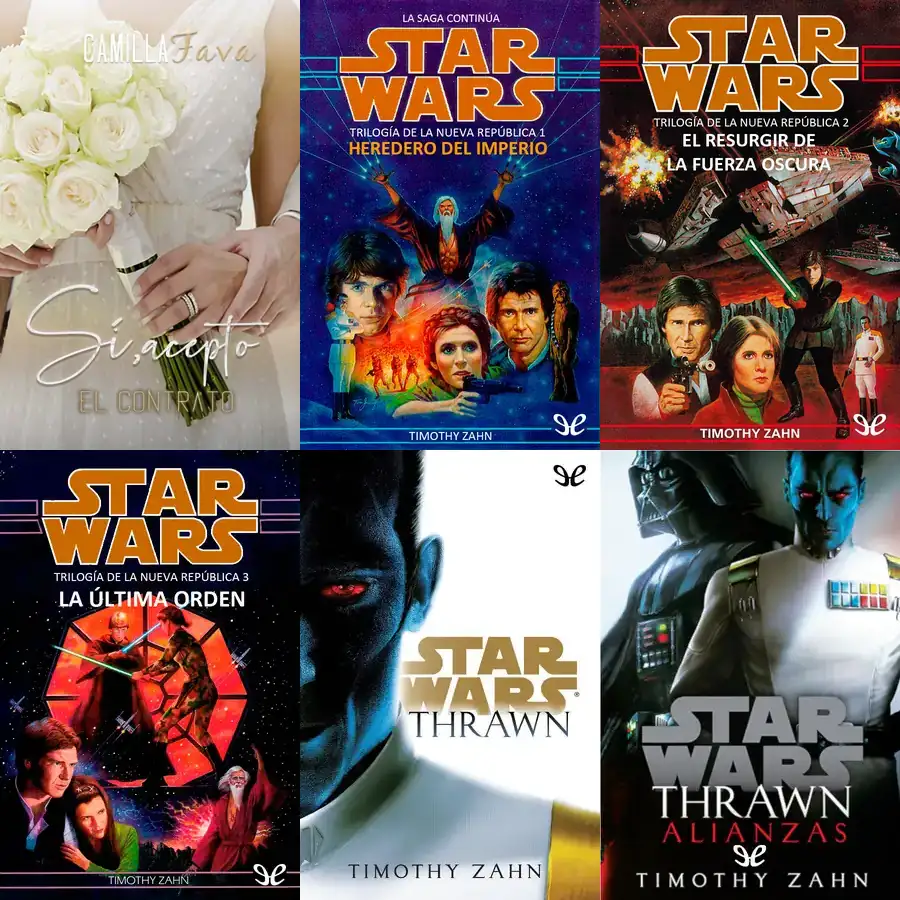 CAMILLA Fava
Sí, acepto
EL CONTRATO
LA SAGA CONTINÚA
STAR
WARS
TRILOGÍA DE LA NUEVA REPÚBLICA 1
HEREDERO DEL IMPERIO
TIMOTHY ZAHN
STAR
WARS
TRILOGÍA DE LA NUEVA REPÚBLICA 2
EL RESURGIR DE
LA FUERZA OSCURA
TIMOTHY ZAHN
STAR
WARS
TRILOGÍA DE LA NUEVA REPÚBLICA 3
LA ÚLTIMA ORDEN
TIMOTHY ZAHN
STAR
WARS®
THRAWN
TIMOTHY ZAHN
STAR
WARS
THRAWN
ALIANZAS
TIMOTHY ZAHN